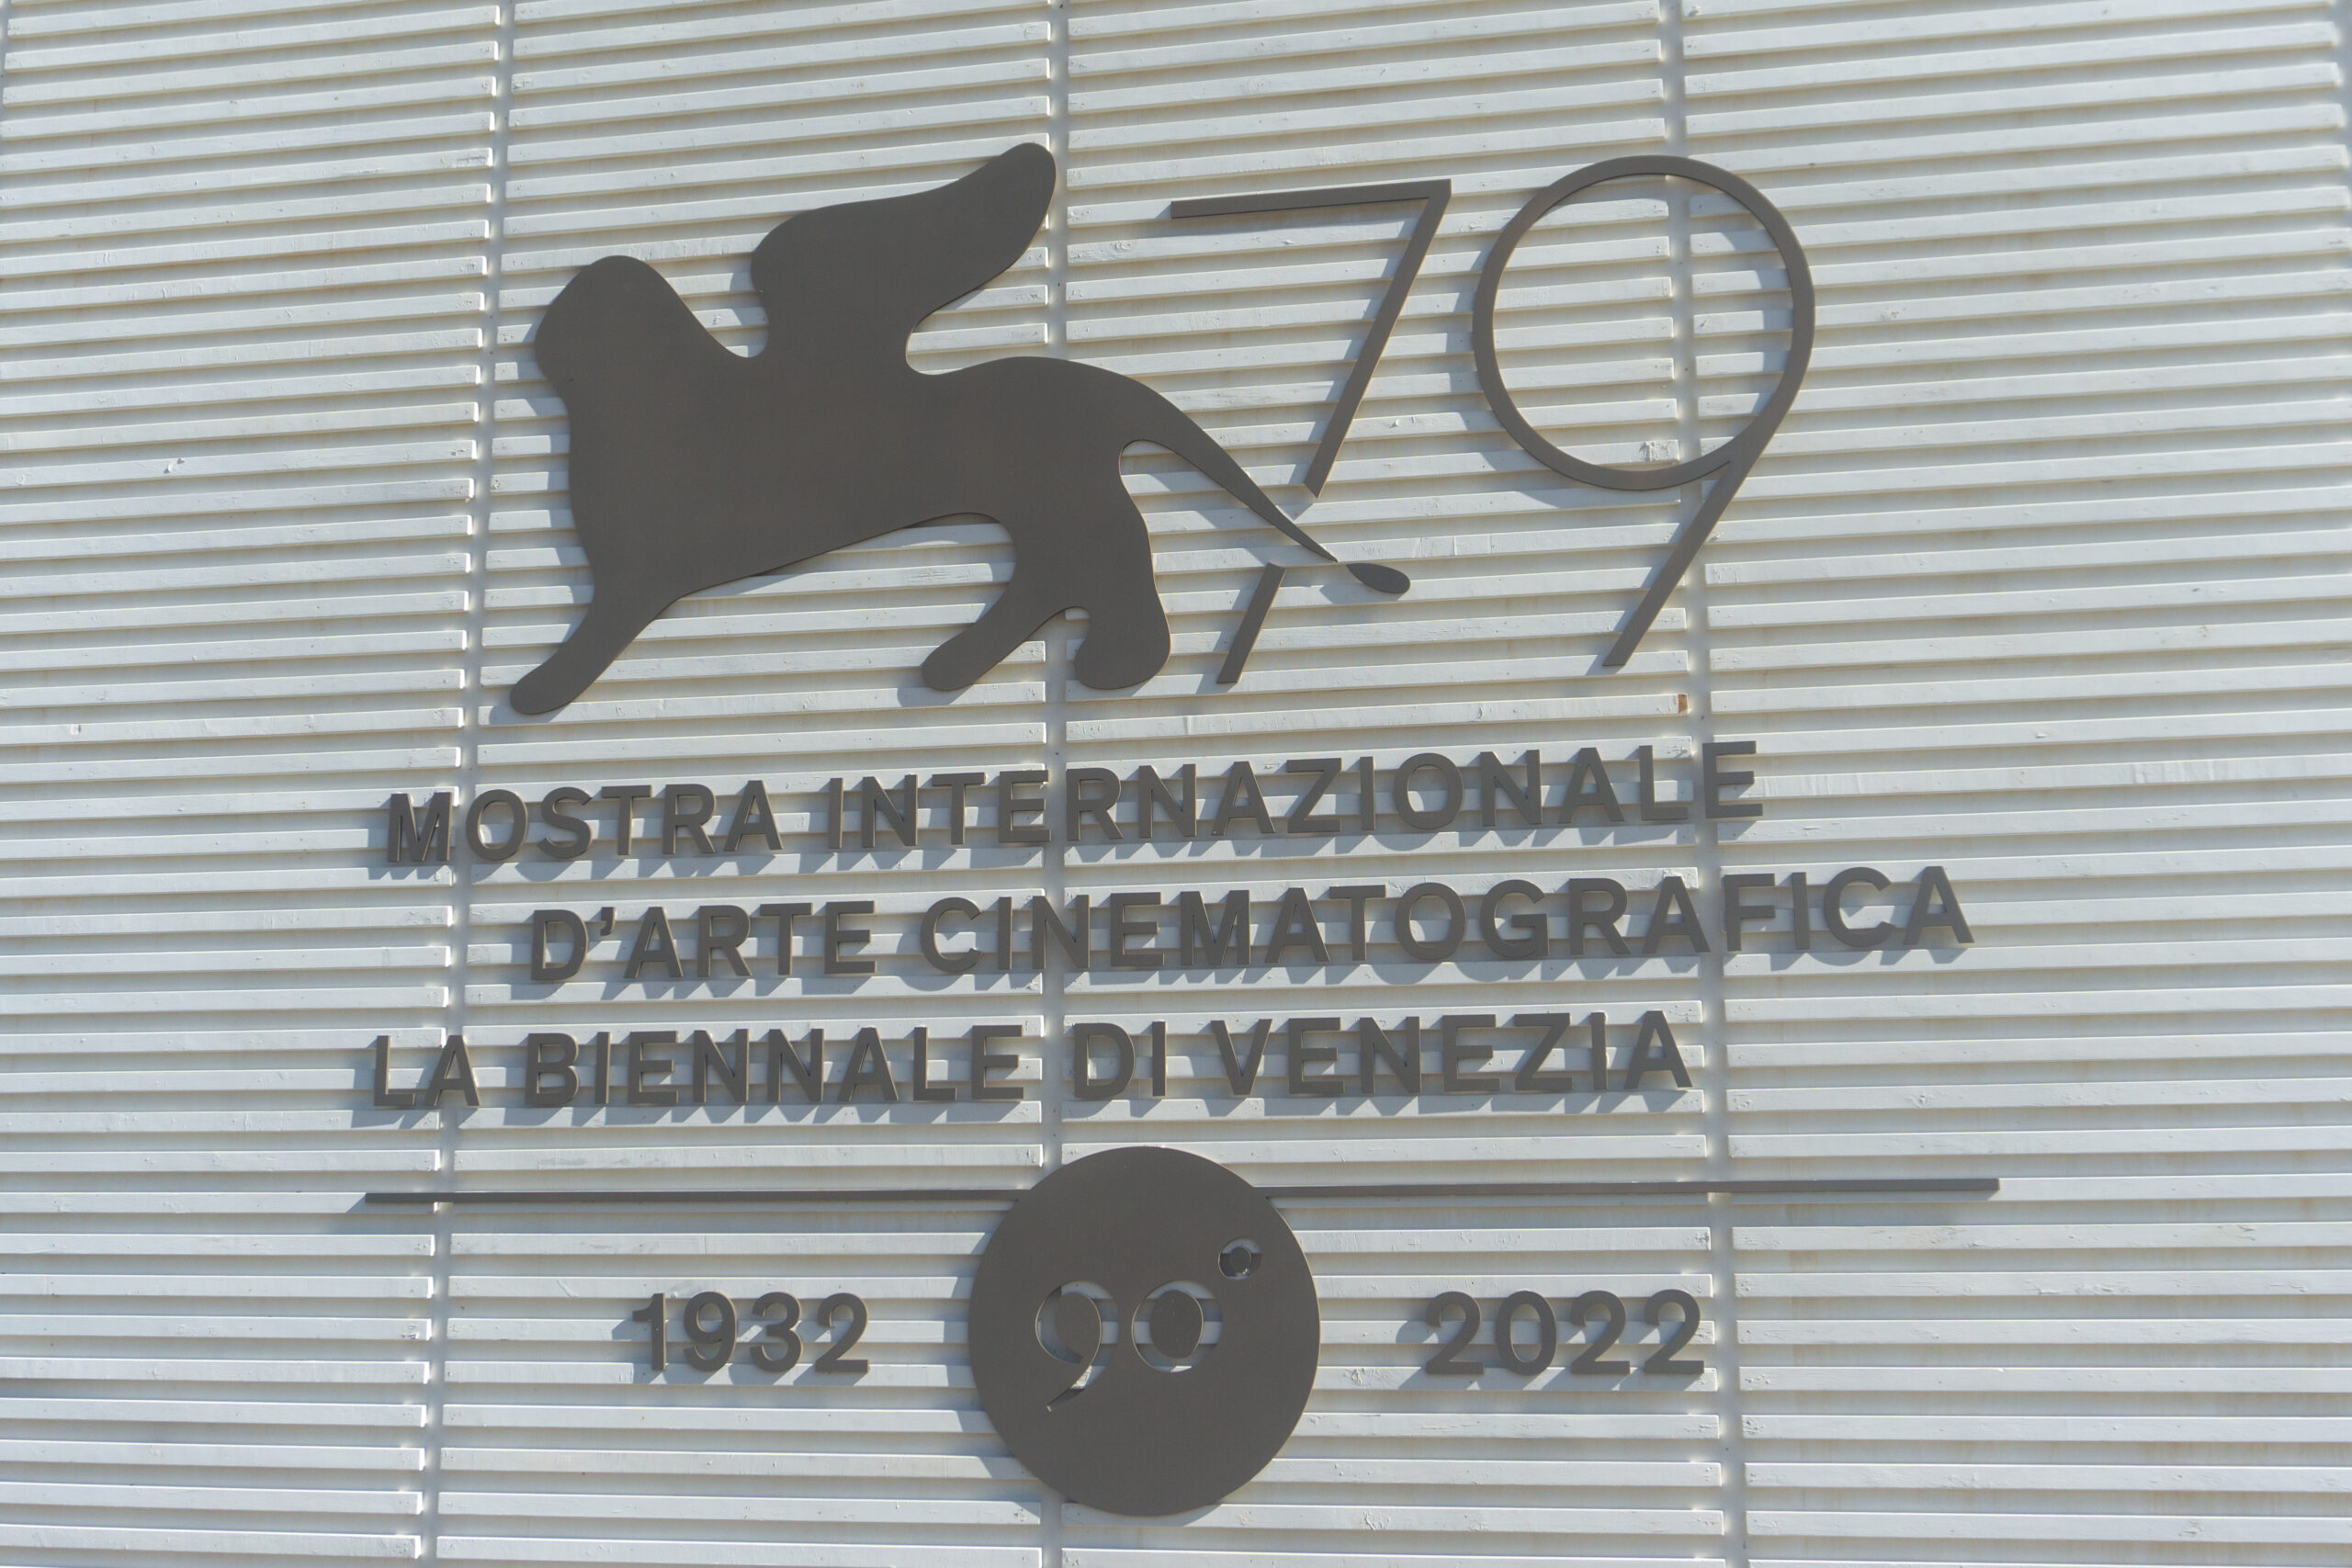 79
MOSTRA INTERNAZIONALE
D'ARTE CINEMATOGRAFICA
LA BIENNALE DI VENEZIA
1932 90° 2022